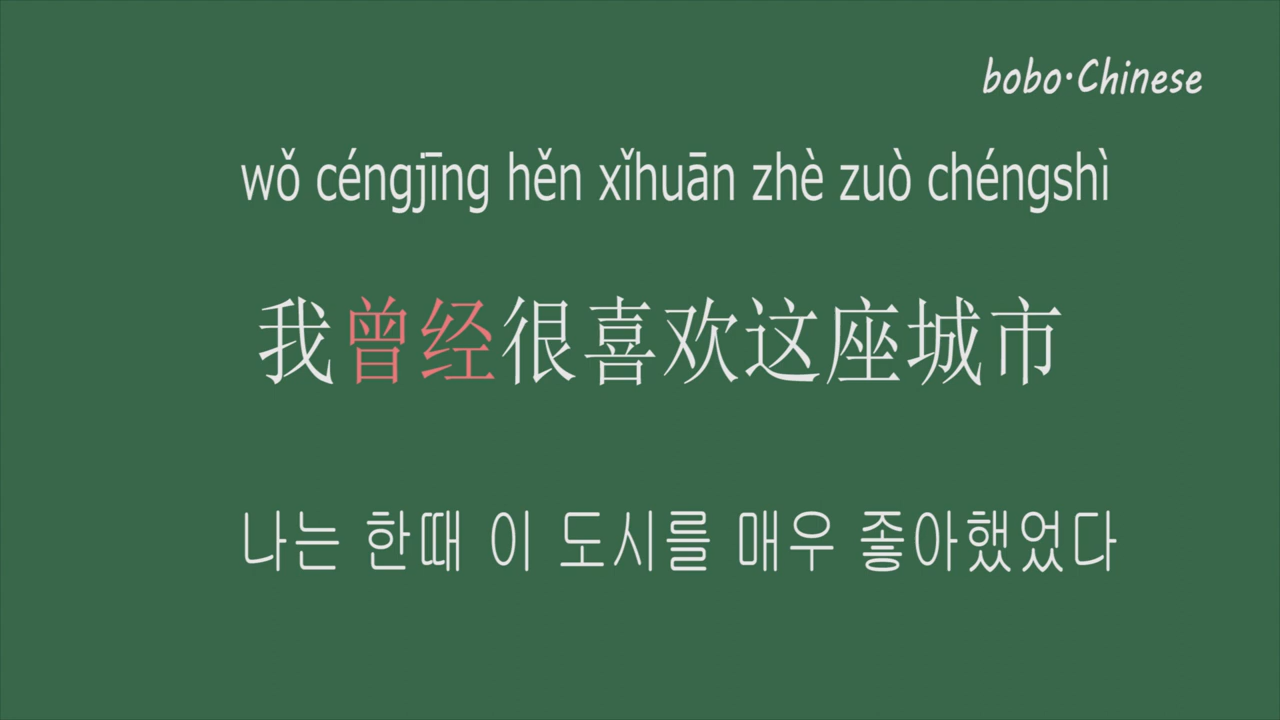 bobo·Chinese
wǒ céngjīng hěn xǐhuān zhè zuò chéngshì
我曾经很喜欢这座城市
나는 한때 이 도시를 매우 좋아했었다